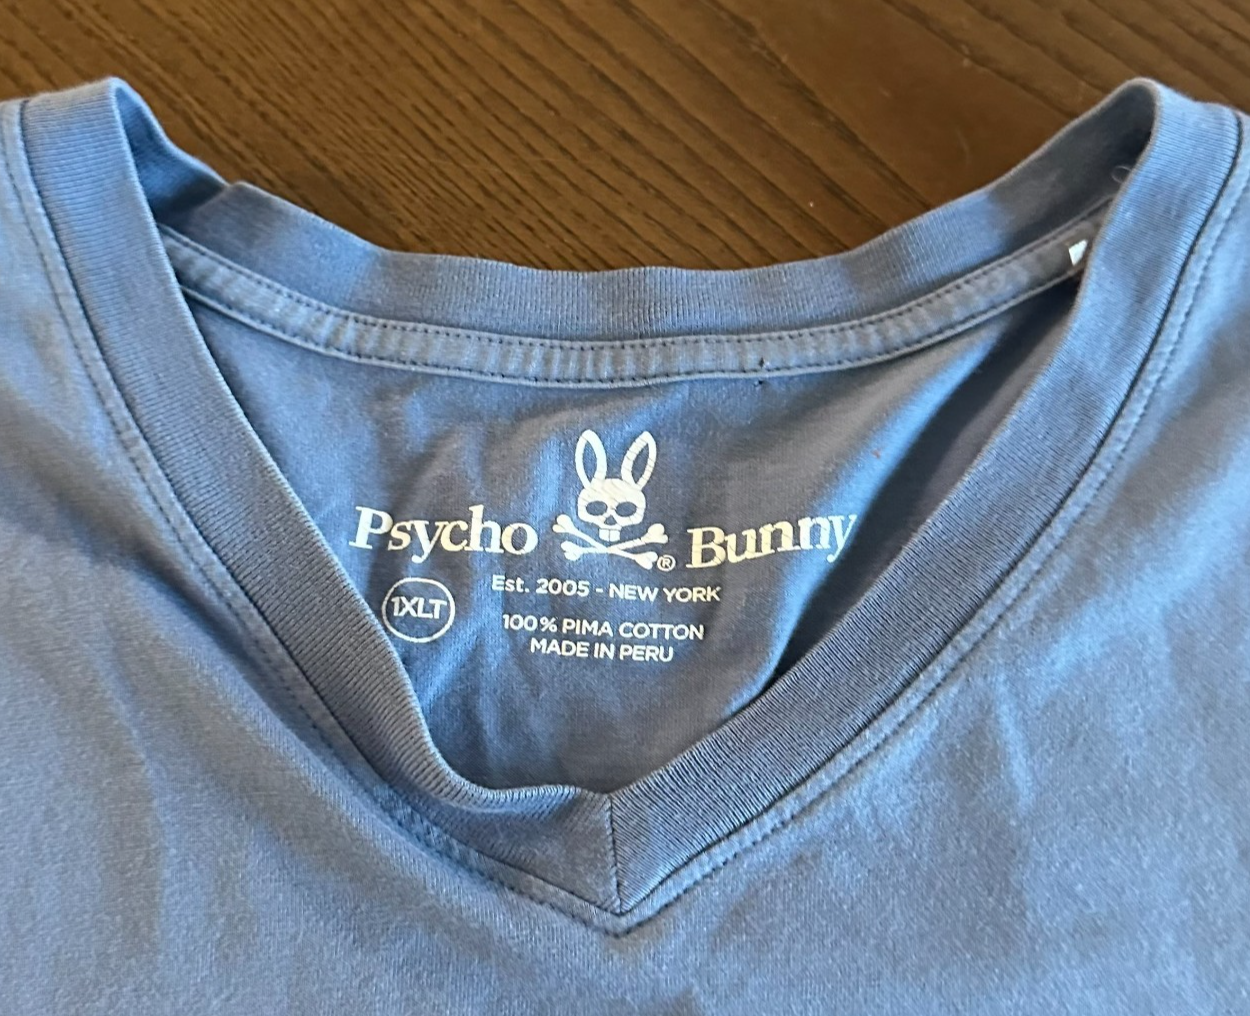 Psycho Bunny®
Est. 2005 - NEW YORK
1XLT
100% PIMA COTTON
MADE IN PERU